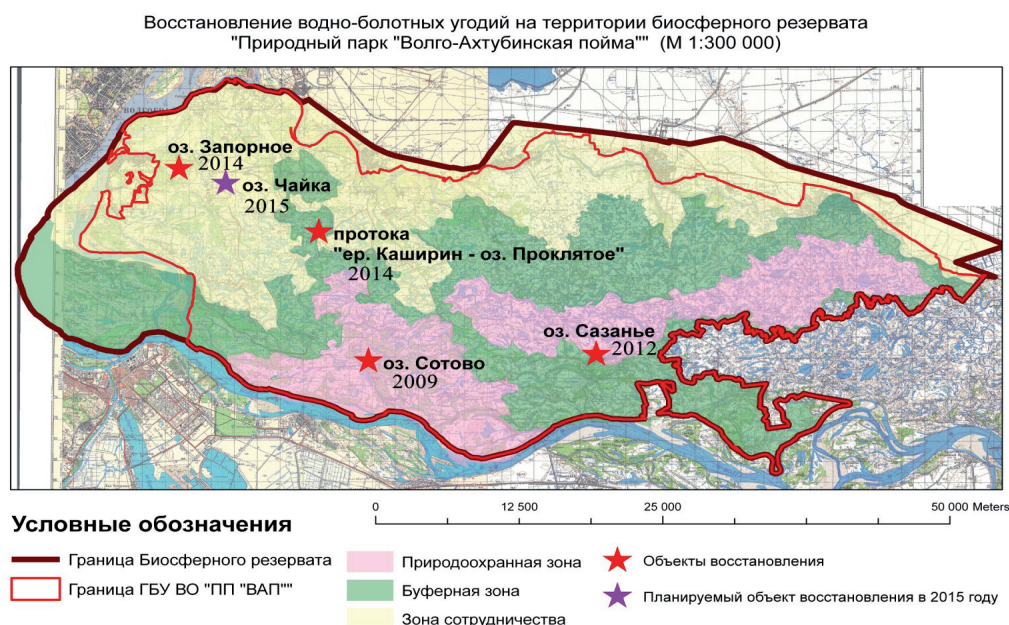 Восстановление водно-болотных угодий на территории биосферного резервата
"Природный парк "Волго-Ахтубинская пойма"" (М 1:300 000)
оз. Запорное
2014
оз. Чайка
2015
протока
"ер. Каширин - оз. Проклятое"
2014
оз. Сазанье
2012
оз. Сотово
2009
Условные обозначения
0 12 500 25 000 50 000 Meters
Граница Биосферного резервата
Граница ГБУ ВО "ПП "ВАП""
Природоохранная зона
Буферная зона
Зона сотрудничества
Объекты восстановления
Планируемый объект восстановления в 2015 году